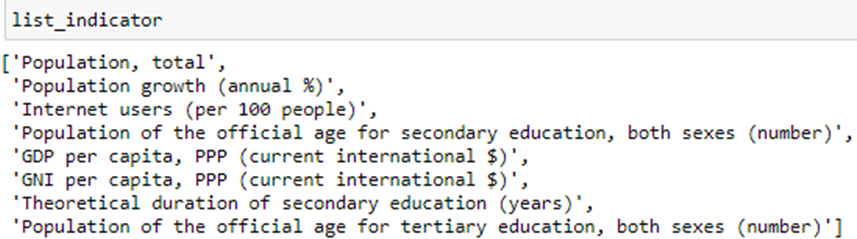 list_indicator
['Population, total',
'Population growth (annual %)',
'Internet users (per 100 people)',
'Population of the official age for secondary education, both sexes (number)',
'GDP per capita, PPP (current international $)',
'GNI per capita, PPP (current international $)',
'Theoretical duration of secondary education (years)',
'Population of the official age for tertiary education, both sexes (number)']